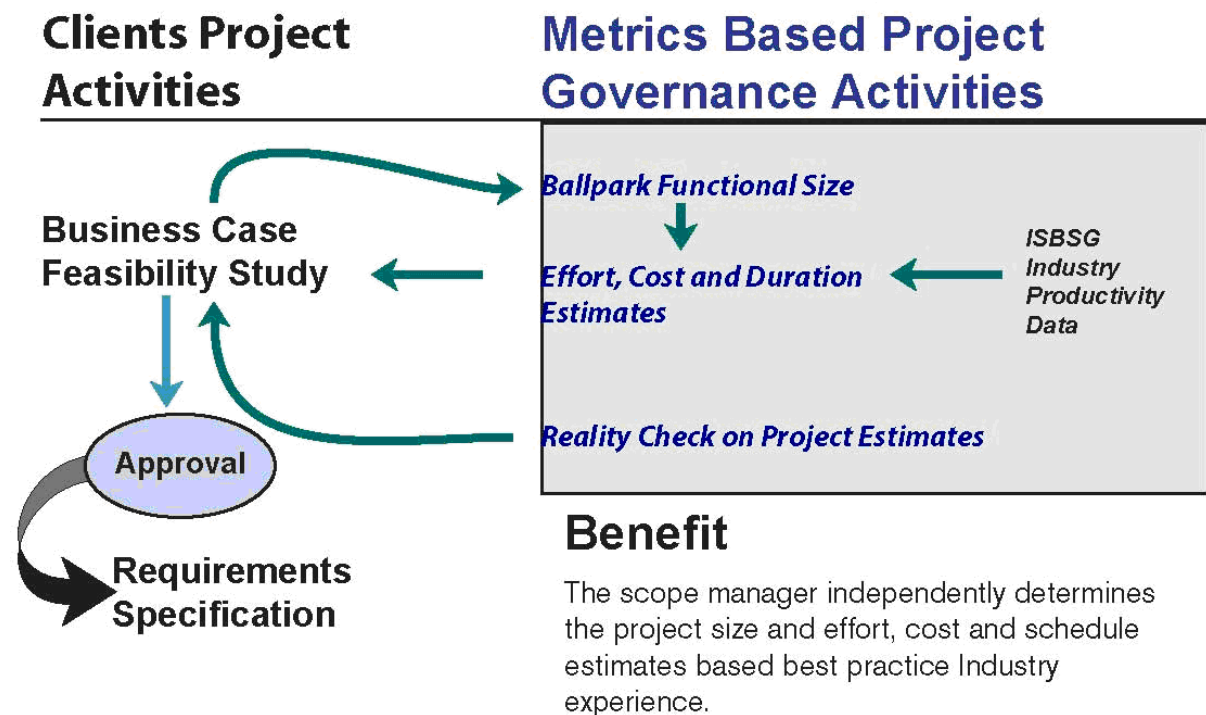 Clients Project
Activities
Metrics Based Project
Governance Activities
Ballpark Functional Size
Business Case
Feasibility Study
Effort, Cost and Duration
Estimates
ISBSG
Industry
Productivity
Data
Reality Check on Project Estimates
Approval
Requirements
Specification
Benefit
The scope manager independently determines
the project size and effort, cost and schedule
estimates based best practice Industry
experience.